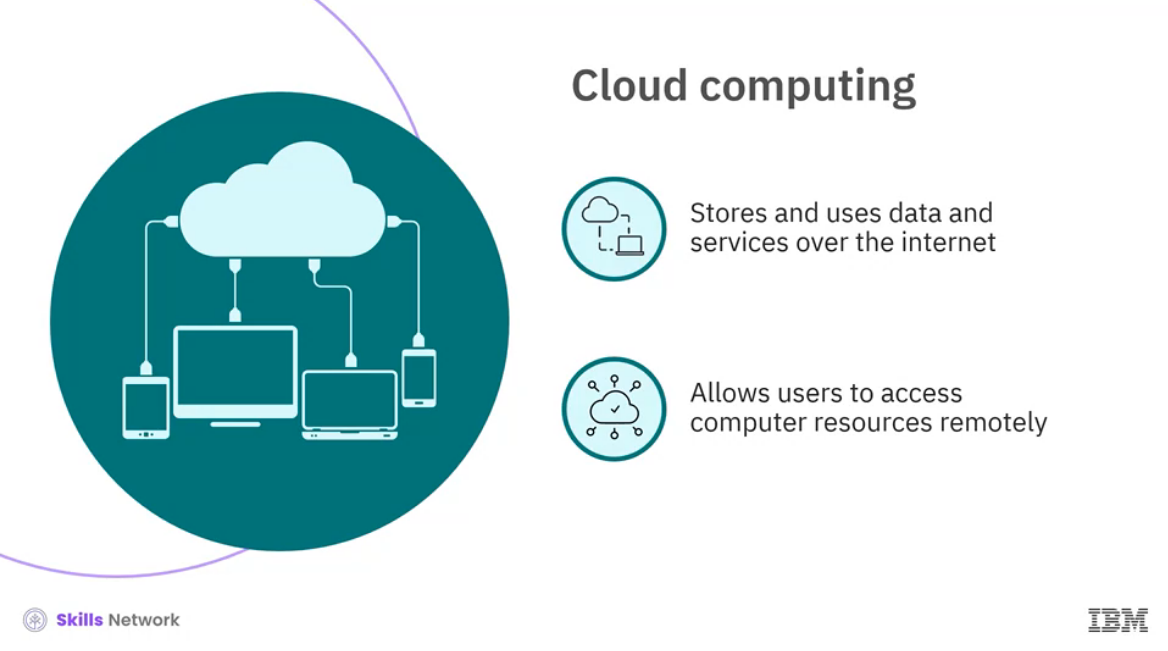 Cloud computing
Stores and uses data and
services over the internet
Allows users to access
computer resources remotely
Skills Network
IBM